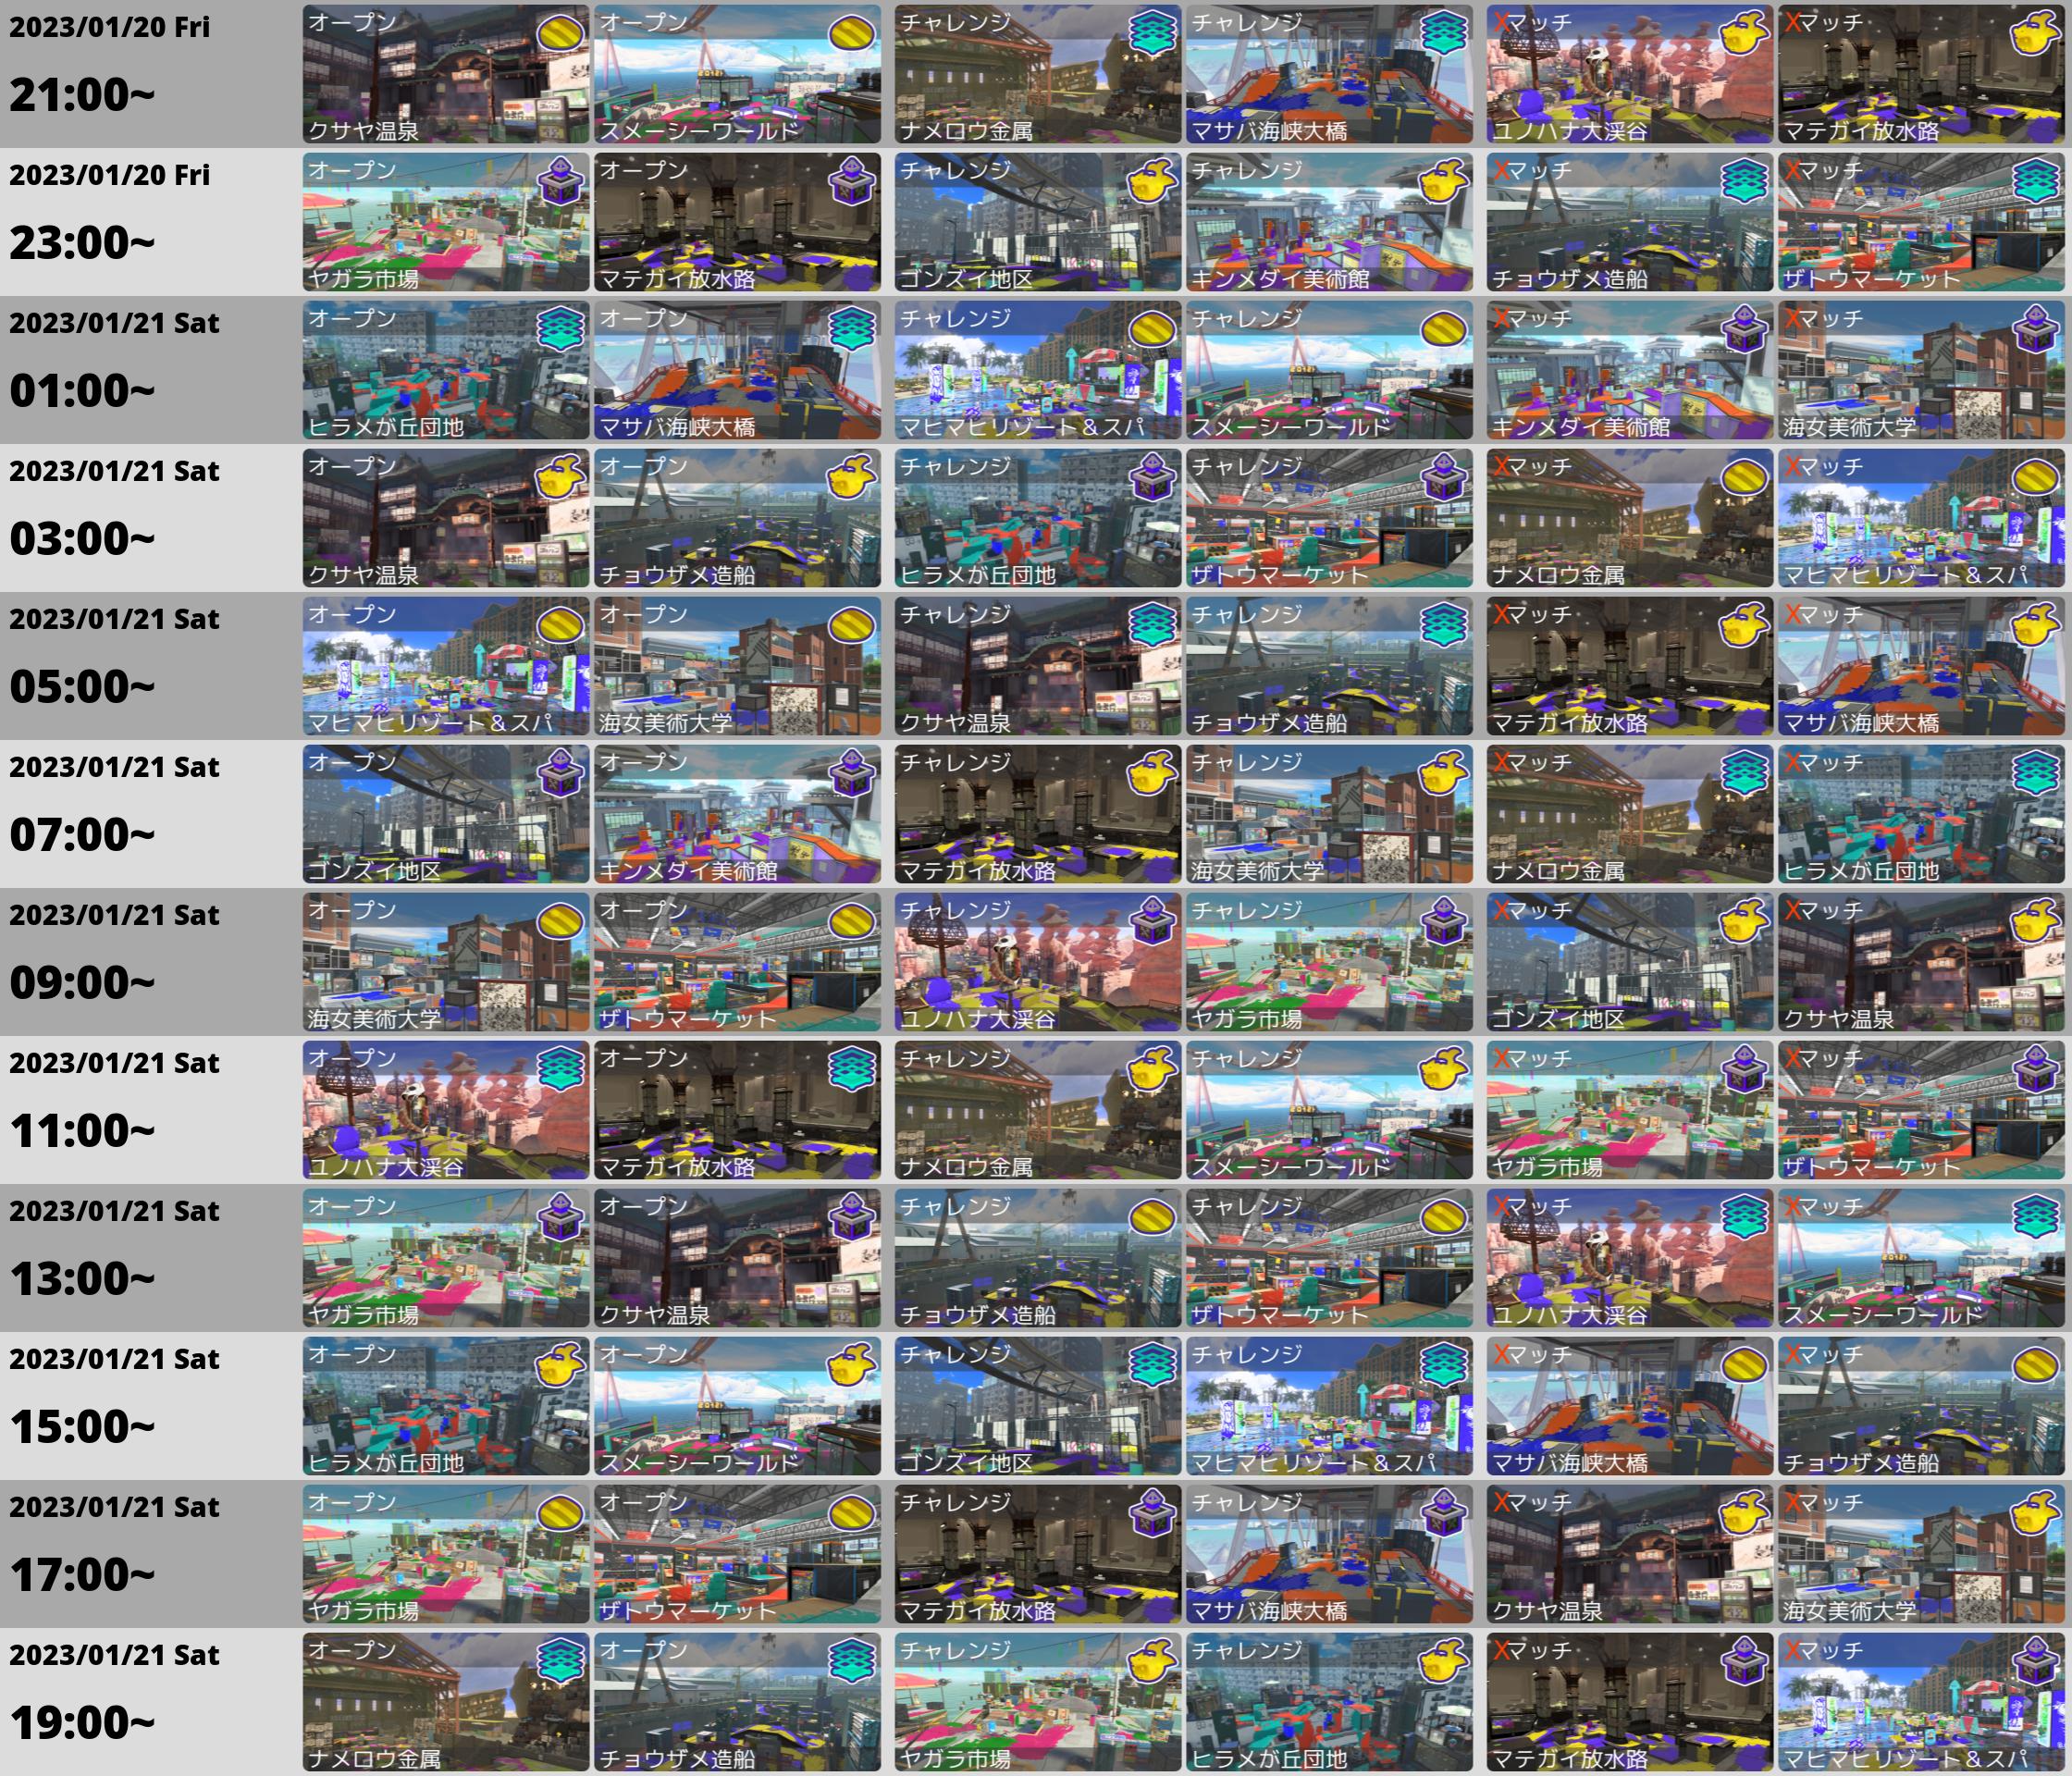 2023/01/20 Fri
21:00~
オープン オープン チャレンジ チャレンジ Xマッチ Xマッチ
クサヤ温泉 スメーシーワールド ナメロウ金属 マサバ海峡大橋 ユノハナ大渓谷 マテガイ放水路
2023/01/20 Fri
23:00~
オープン オープン チャレンジ チャレンジ Xマッチ Xマッチ
ヤガラ市場 マテガイ放水路 ゴンズイ地区 キンメダイ美術館 チョウザメ造船 ザトウマーケット
2023/01/21 Sat
01:00~
オープン オープン チャレンジ チャレンジ Xマッチ Xマッチ
ヒラメが丘団地 マサバ海峡大橋 マヒマヒリゾート＆スパ スメーシーワールド キンメダイ美術館 海女美術大学
2023/01/21 Sat
03:00~
オープン オープン チャレンジ チャレンジ Xマッチ Xマッチ
クサヤ温泉 チョウザメ造船 ヒラメが丘団地 ザトウマーケット ナメロウ金属 マヒマヒリゾート＆スパ
2023/01/21 Sat
05:00~
オープン オープン チャレンジ チャレンジ Xマッチ Xマッチ
マヒマヒリゾート＆スパ 海女美術大学 クサヤ温泉 チョウザメ造船 マテガイ放水路 マサバ海峡大橋
2023/01/21 Sat
07:00~
オープン オープン チャレンジ チャレンジ Xマッチ Xマッチ
ゴンズイ地区 キンメダイ美術館 マテガイ放水路 海女美術大学 ナメロウ金属 ヒラメが丘団地
2023/01/21 Sat
09:00~
オープン オープン チャレンジ チャレンジ Xマッチ Xマッチ
海女美術大学 ザトウマーケット ユノハナ大渓谷 ヤガラ市場 ゴンズイ地区 クサヤ温泉
2023/01/21 Sat
11:00~
オープン オープン チャレンジ チャレンジ Xマッチ Xマッチ
ユノハナ大渓谷 マテガイ放水路 ナメロウ金属 スメーシーワールド ヤガラ市場 ザトウマーケット
2023/01/21 Sat
13:00~
オープン オープン チャレンジ チャレンジ Xマッチ Xマッチ
ヤガラ市場 クサヤ温泉 チョウザメ造船 ザトウマーケット ユノハナ大渓谷 スメーシーワールド
2023/01/21 Sat
15:00~
オープン オープン チャレンジ チャレンジ Xマッチ Xマッチ
ヒラメが丘団地 スメーシーワールド ゴンズイ地区 マヒマヒリゾート＆スパ マサバ海峡大橋 チョウザメ造船
2023/01/21 Sat
17:00~
オープン オープン チャレンジ チャレンジ Xマッチ Xマッチ
ヤガラ市場 ザトウマーケット マテガイ放水路 マサバ海峡大橋 クサヤ温泉 海女美術大学
2023/01/21 Sat
19:00~
オープン オープン チャレンジ チャレンジ Xマッチ Xマッチ
ナメロウ金属 チョウザメ造船 ヤガラ市場 ヒラメが丘団地 マテガイ放水路 マヒマヒリゾート＆スパ